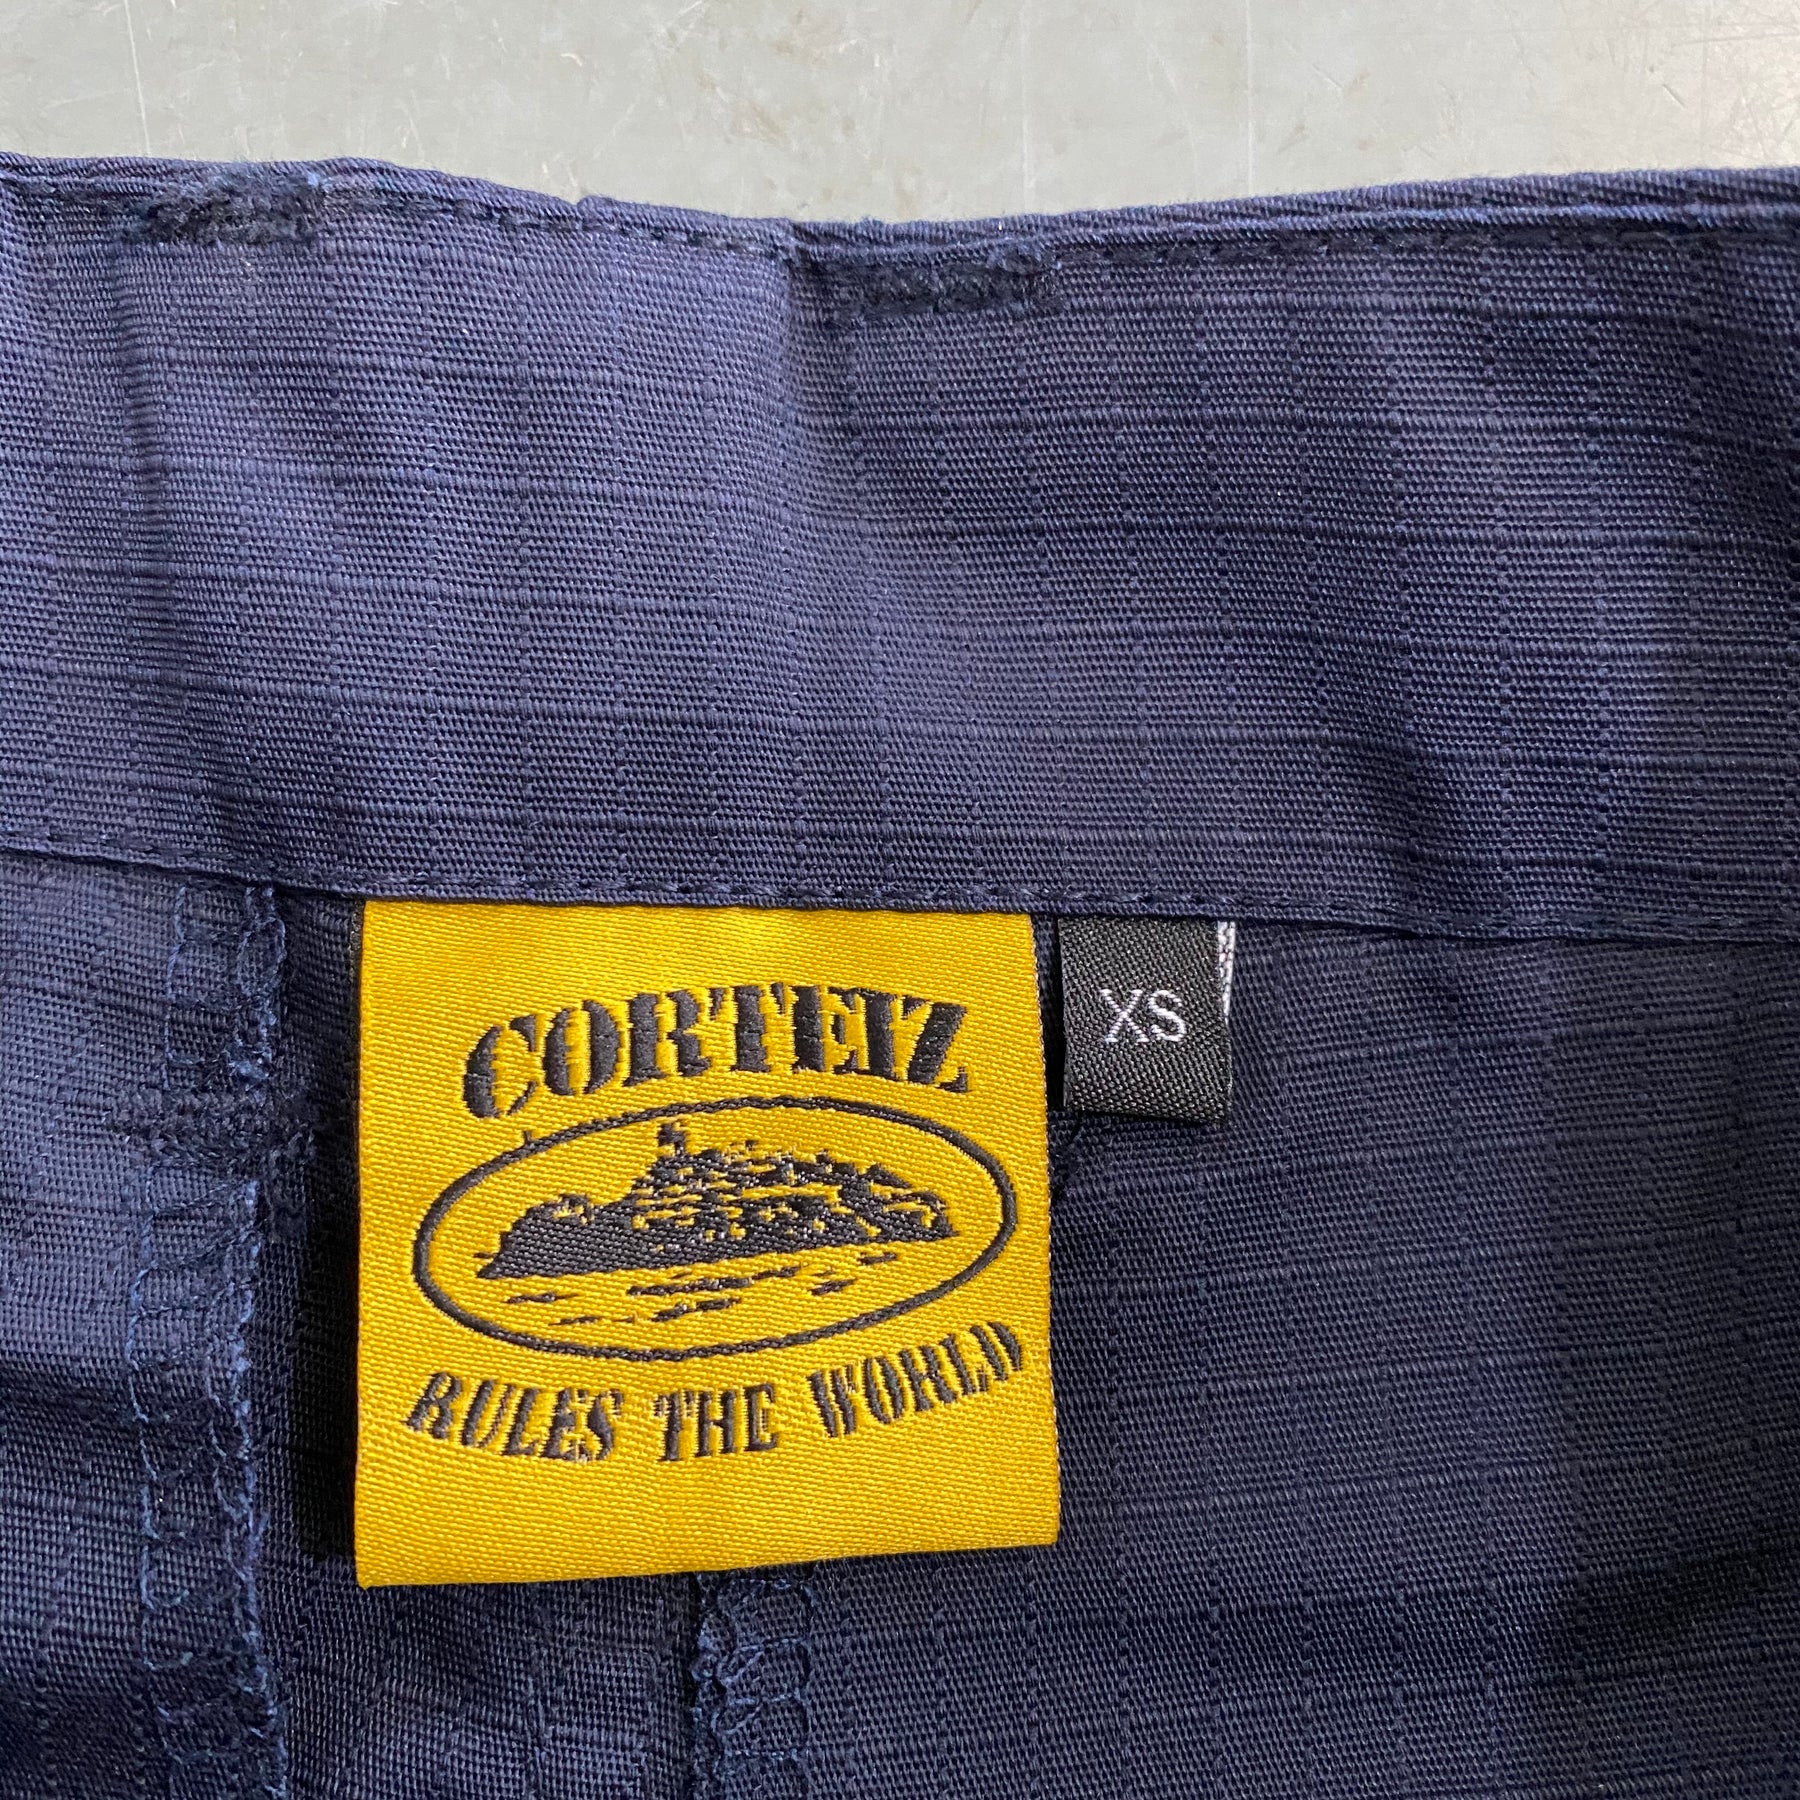 CORTEIZ
RULES THE WORLD
XS